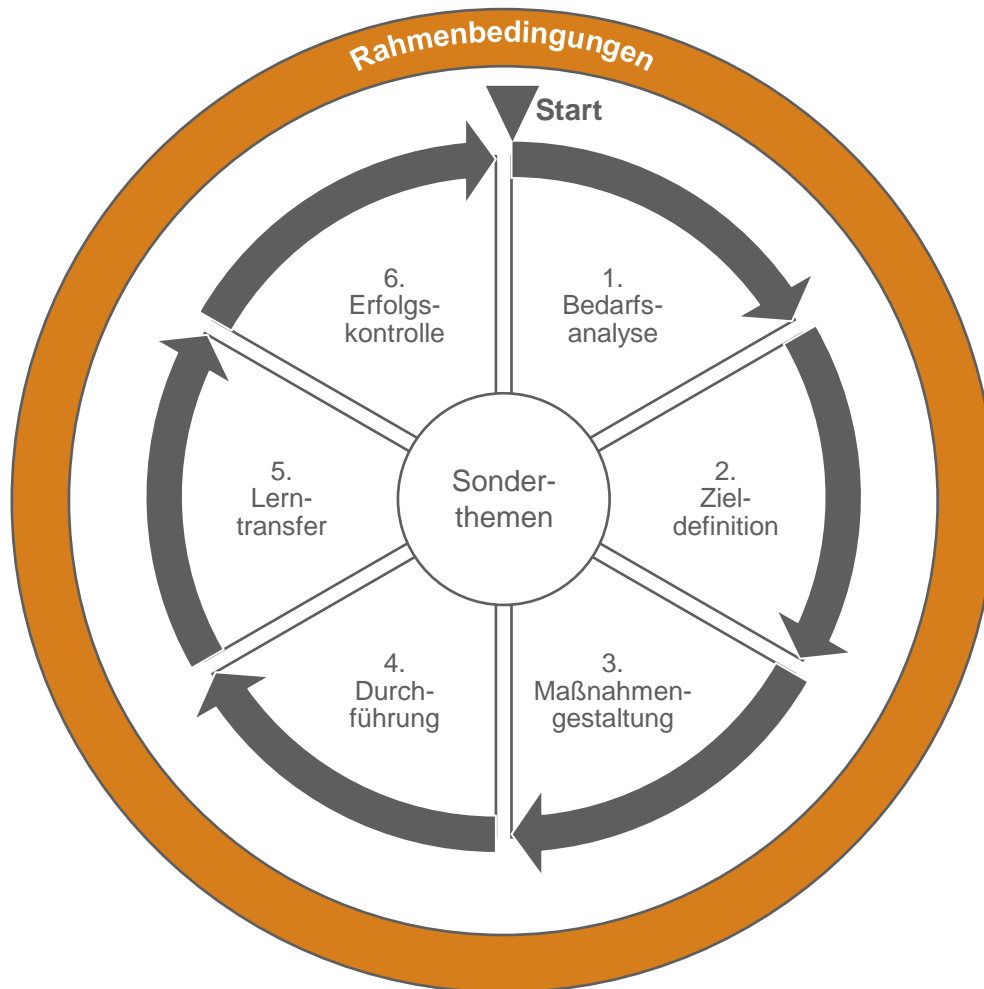 Rahmenbedingungen
Start
1.
Bedarfs-
analyse
2.
Ziel-
definition
3.
Maßnahmen-
gestaltung
4.
Durch-
führung
5.
Lern-
transfer
6.
Erfolgs-
kontrolle
Sonder-
themen